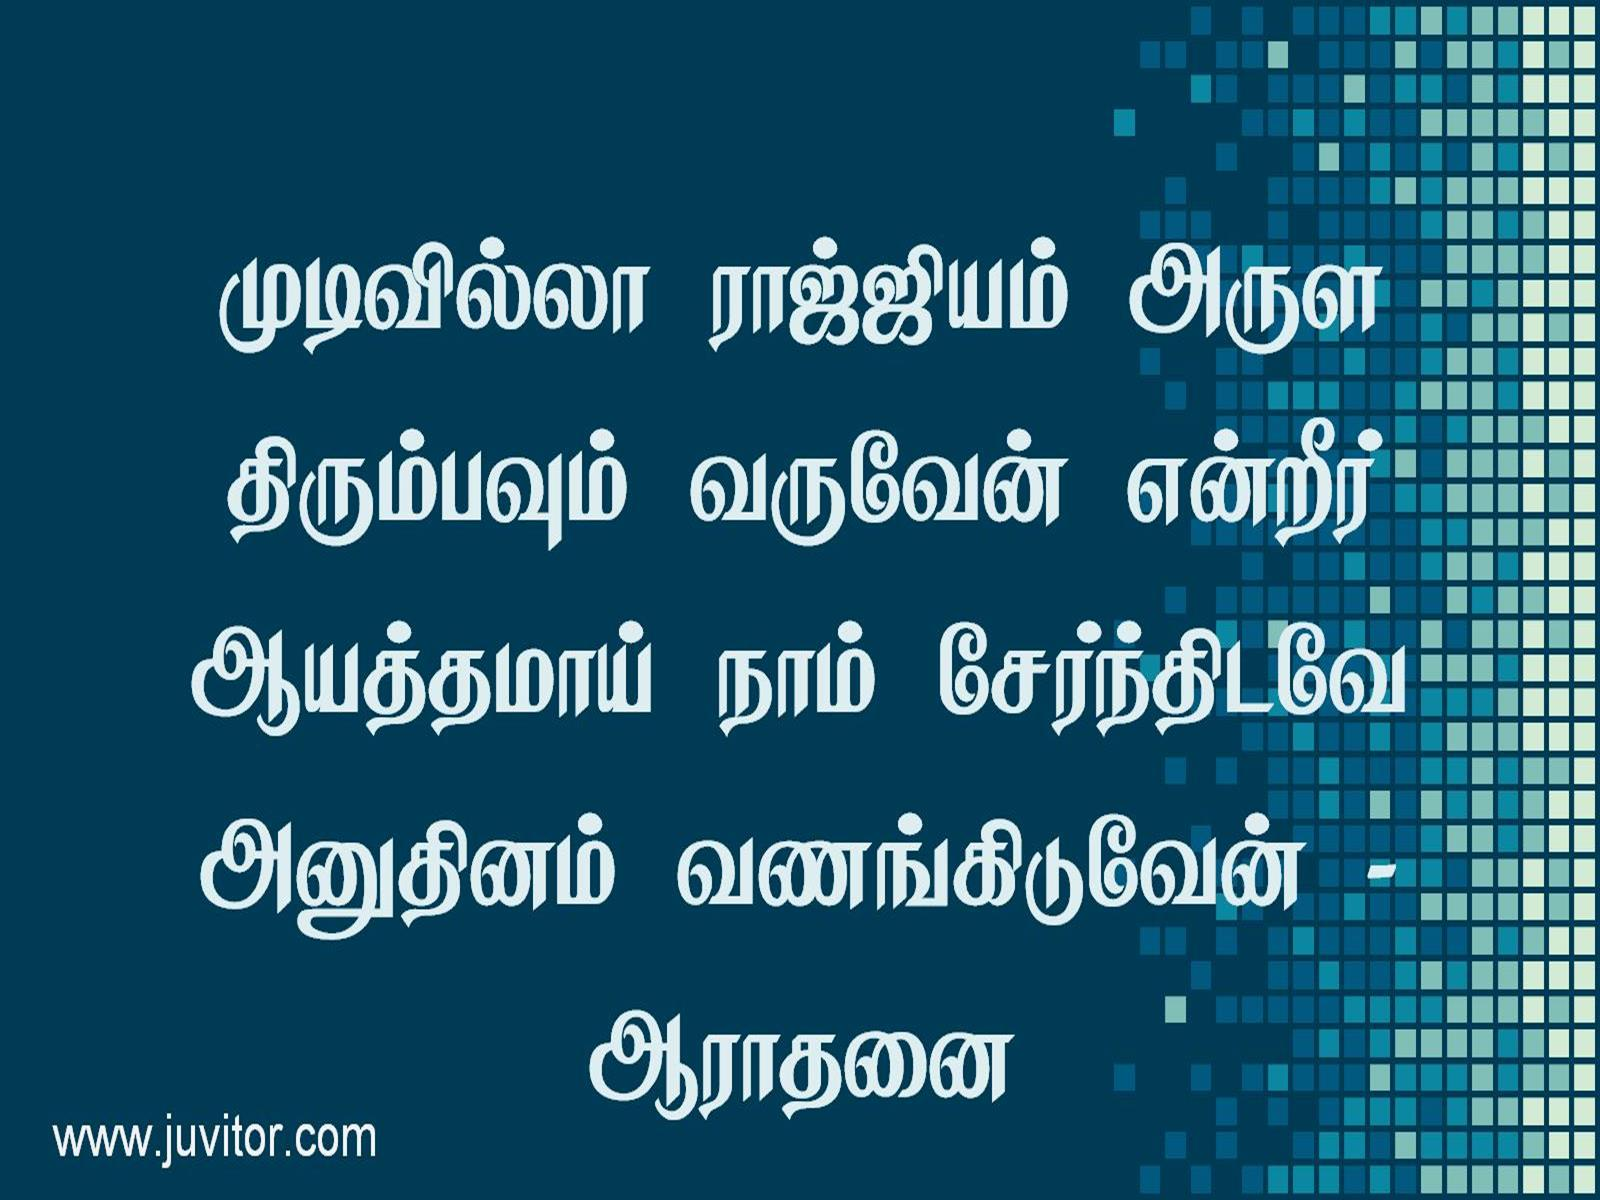 முடிவில்லா ராஜ்ஜியம் அருள
திரும்பவும் வருவேன் என்றீர்
ஆயத்தமாய் நாம் சேர்ந்திடவே
அனுதினம் வணங்கிடுவேன் -
ஆராதனை
www.juvitor.com